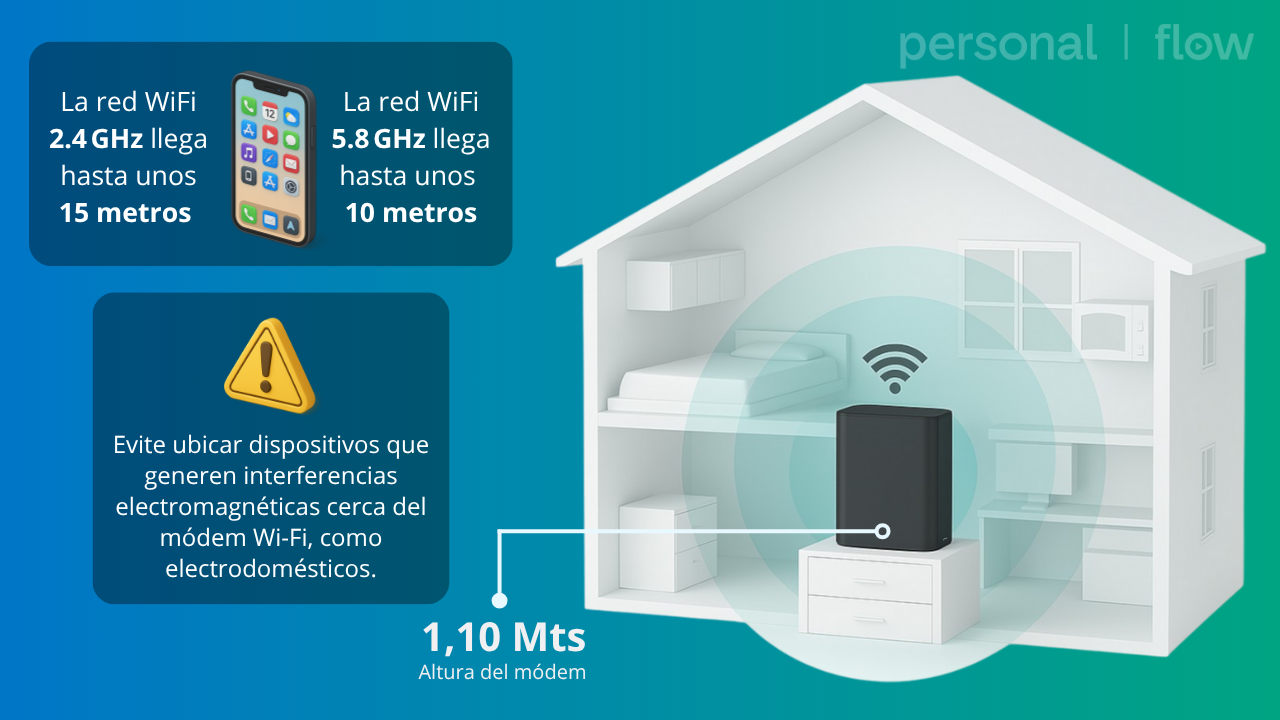 personal | flow
La red WiFi
2.4 GHz llega
hasta unos
15 metros
12
La red WiFi
5.8 GHz llega
hasta unos
10 metros
Evite ubicar dispositivos que
generen interferencias
electromagnéticas cerca del
módem Wi-Fi, como
electrodomésticos.
1,10 Mts
Altura del módem